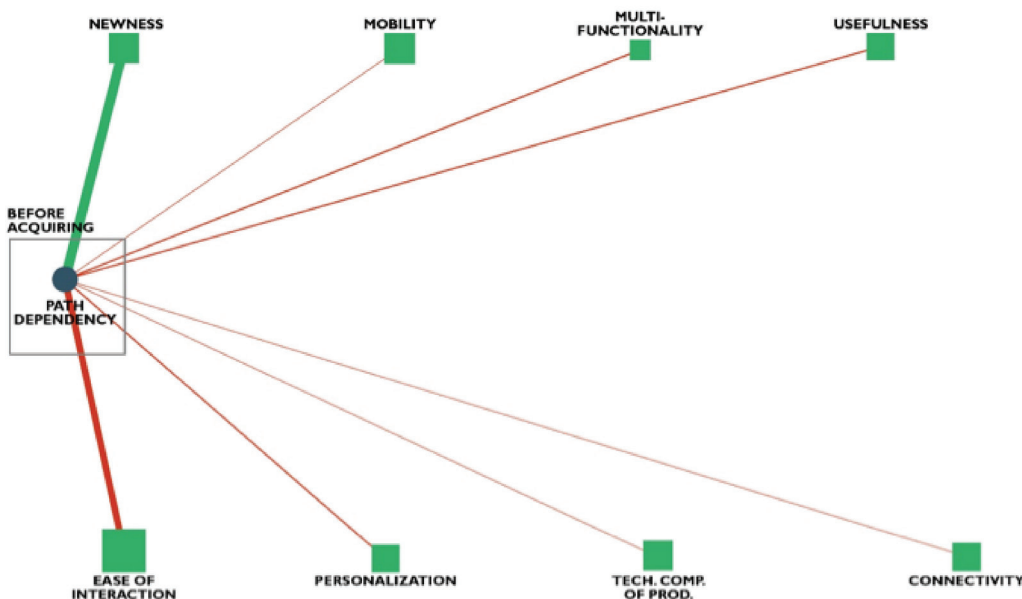 NEWNESS
MOBILITY
MULTI-
FUNCTIONALITY
USEFULNESS
BEFORE
ACQUIRING
PATH
DEPENDENCY
EASE OF
INTERACTION
PERSONALIZATION
TECH. COMP.
OF PROD.
CONNECTIVITY